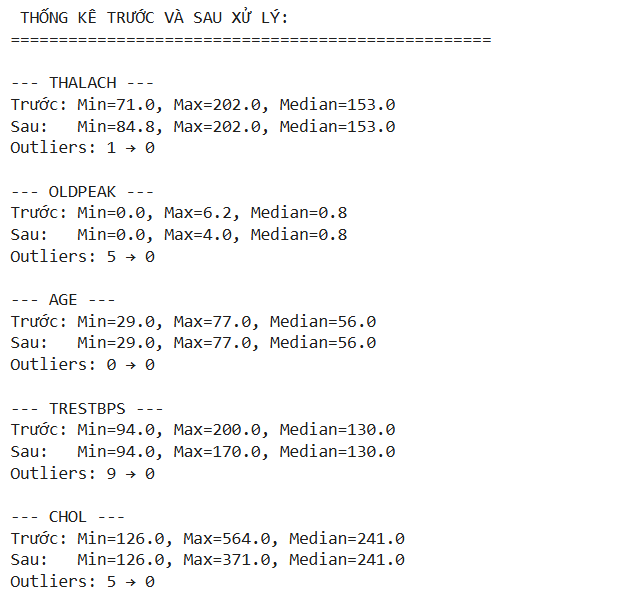 THỐNG KÊ TRƯỚC VÀ SAU XỬ LÝ:
==================================================
--- THALACH ---
Trước: Min=71.0, Max=202.0, Median=153.0
Sau:   Min=84.8, Max=202.0, Median=153.0
Outliers: 1 → 0
--- OLDPEAK ---
Trước: Min=0.0, Max=6.2, Median=0.8
Sau:   Min=0.0, Max=4.0, Median=0.8
Outliers: 5 → 0
--- AGE ---
Trước: Min=29.0, Max=77.0, Median=56.0
Sau:   Min=29.0, Max=77.0, Median=56.0
Outliers: 0 → 0
--- TRESTBPS ---
Trước: Min=94.0, Max=200.0, Median=130.0
Sau:   Min=94.0, Max=170.0, Median=130.0
Outliers: 9 → 0
--- CHOL ---
Trước: Min=126.0, Max=564.0, Median=241.0
Sau:   Min=126.0, Max=371.0, Median=241.0
Outliers: 5 → 0